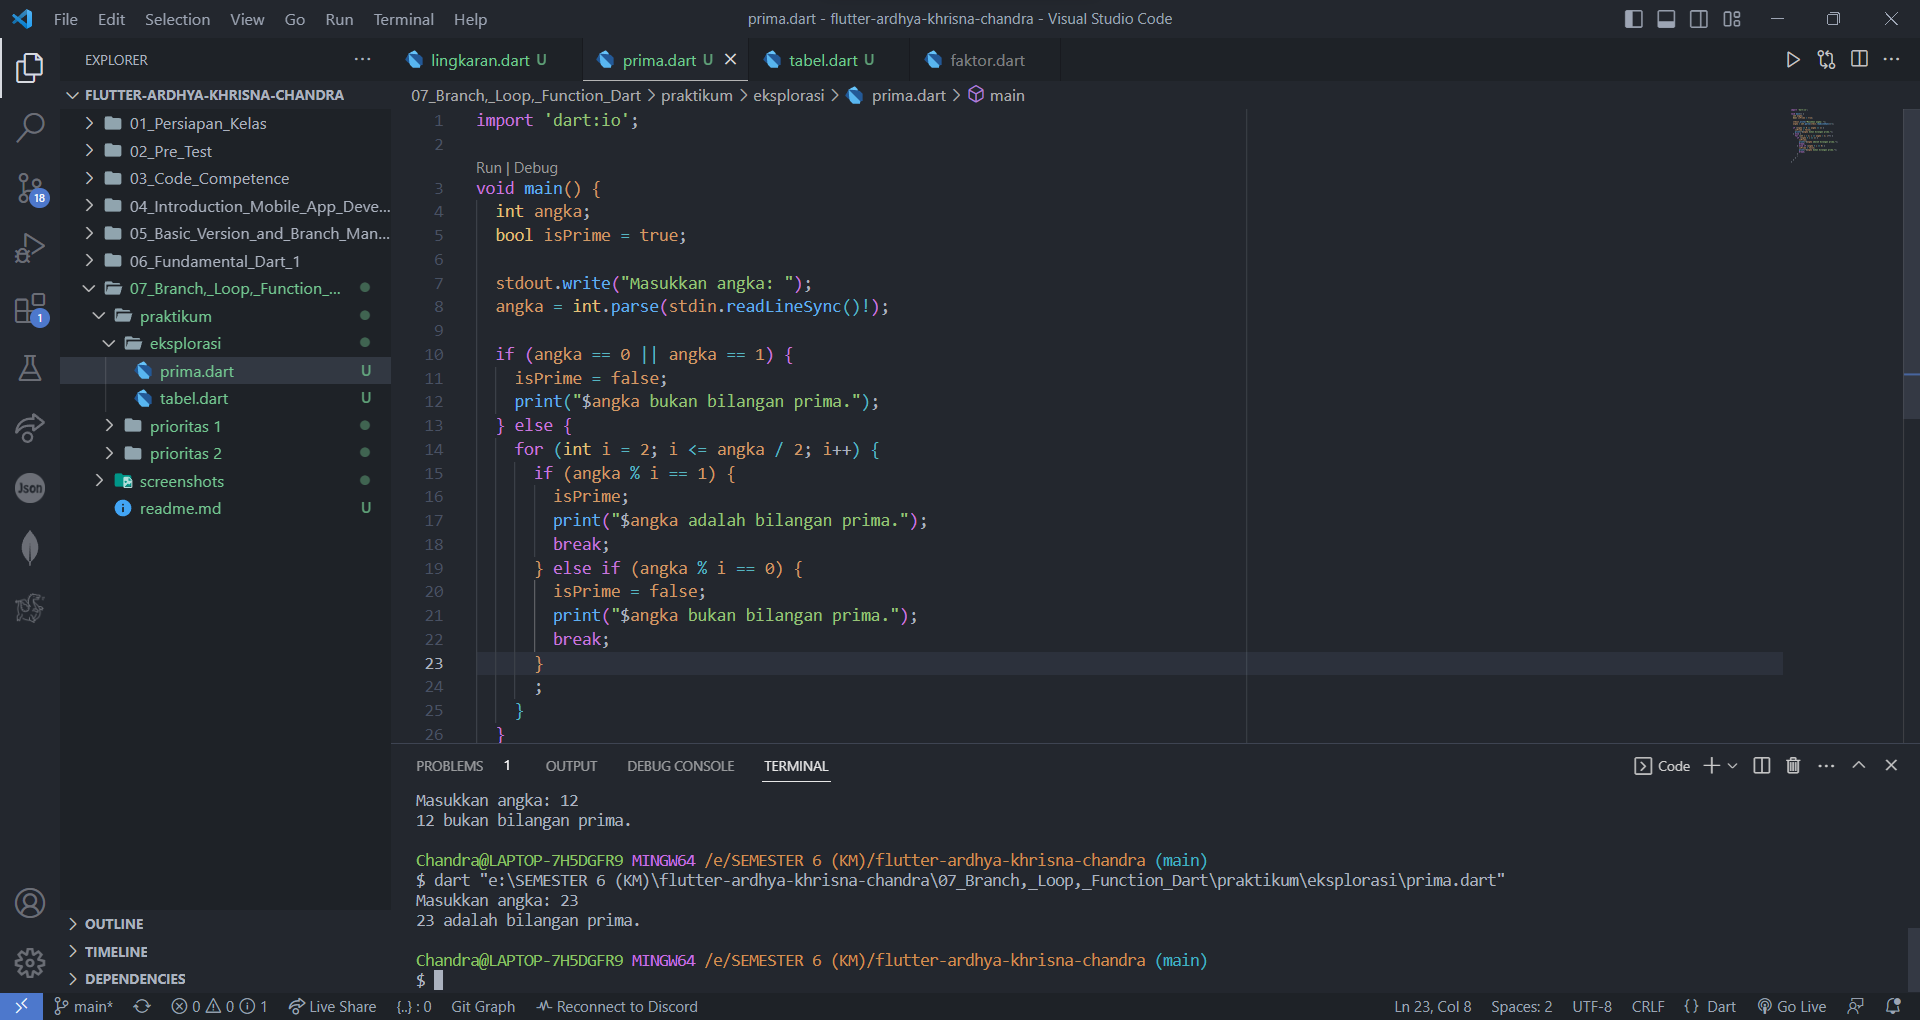 File Edit Selection View Go Run Terminal Help
prima.dart - flutter-ardhya-khrisna-chandra - Visual Studio Code
EXPLORER ...
lingkaran.dart U
prima.dart U
tabel.dart U
faktor.dart
FLUTTER-ARDHYA-KHRISNA-CHANDRA
01_Persiapan_Kelas
02_Pre_Test
03_Code_Competence
04_Introduction_Mobile_App_Deve...
05_Basic_Version_and_Branch_Man...
06_Fundamental_Dart_1
07_Branch,_Loop,_Function_...
praktikum
eksplorasi
prima.dart U
tabel.dart U
prioritas 1
prioritas 2
screenshots
readme.md U
18
1
Json
OUTLINE
TIMELINE
DEPENDENCIES
07_Branch,_Loop,_Function_Dart > praktikum > eksplorasi > prima.dart > main
1 import 'dart:io';
2
Run | Debug
3 void main() {
4 int angka;
5 bool isPrime = true;
6
7 stdout.write("Masukkan angka: ");
8 angka = int.parse(stdin.readLineSync()!);
9
10 if (angka == 0 || angka == 1) {
11 isPrime = false;
12 print("$angka bukan bilangan prima.");
13 } else {
14 for (int i = 2; i <= angka / 2; i++) {
15 if (angka % i == 1) {
16 isPrime;
17 print("$angka adalah bilangan prima.");
18 break;
19 } else if (angka % i == 0) {
20 isPrime = false;
21 print("$angka bukan bilangan prima.");
22 break;
23 }
24 ;
25 }
26 }
PROBLEMS 1 OUTPUT DEBUG CONSOLE TERMINAL
Code
Masukkan angka: 12
12 bukan bilangan prima.
Chandra@LAPTOP-7H5DGFR9 MINGW64 /e/SEMESTER 6 (KM)/flutter-ardhya-khrisna-chandra (main)
$ dart "e:\SEMESTER 6 (KM)\flutter-ardhya-khrisna-chandra\07_Branch,_Loop,_Function_Dart\praktikum\eksplorasi\prima.dart"
Masukkan angka: 23
23 adalah bilangan prima.
Chandra@LAPTOP-7H5DGFR9 MINGW64 /e/SEMESTER 6 (KM)/flutter-ardhya-khrisna-chandra (main)
$
main* 0 0 1 Live Share {..} : 0 Git Graph Reconnect to Discord
Ln 23, Col 8 Spaces: 2 UTF-8 CRLF {} Dart Go Live